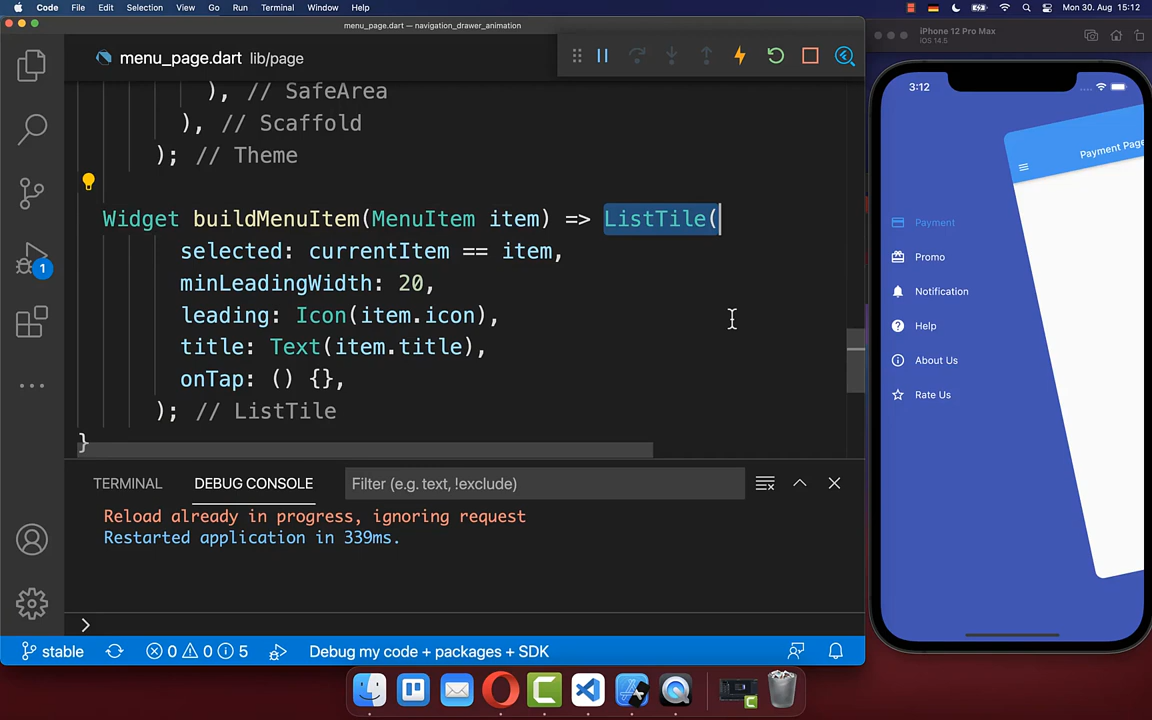 Code File Edit Selection View Go Run Terminal Window Help Mon 30. Aug 15:12
menu_page.dart — navigation_drawer_animation
menu_page.dart lib/page
), // SafeArea
), // Scaffold
); // Theme
Widget buildMenuItem(MenuItem item) => ListTile(
selected: currentItem == item,
minLeadingWidth: 20,
leading: Icon(item.icon),
title: Text(item.title),
onTap: () {},
); // ListTile
}
1
TERMINAL DEBUG CONSOLE Filter (e.g. text, !exclude)
Reload already in progress, ignoring request
Restarted application in 339ms.
>
stable 0 0 5 Debug my code + packages + SDK
iPhone 12 Pro Max
iOS 14.5
3:12
Payment Page
Payment
Promo
Notification
Help
About Us
Rate Us